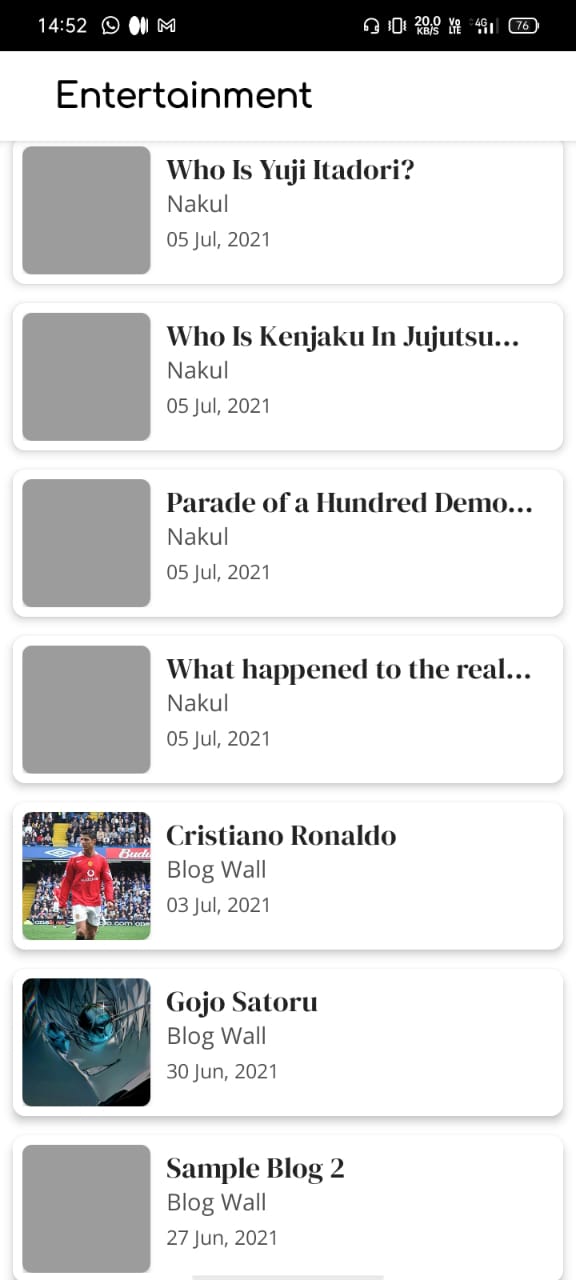 14:52
20.0
KB/S
Vo
LTE
4G
76
Entertainment
Who Is Yuji Itadori?
Nakul
05 Jul, 2021
Who Is Kenjaku In Jujutsu...
Nakul
05 Jul, 2021
Parade of a Hundred Demo...
Nakul
05 Jul, 2021
What happened to the real...
Nakul
05 Jul, 2021
Cristiano Ronaldo
Blog Wall
03 Jul, 2021
Gojo Satoru
Blog Wall
30 Jun, 2021
Sample Blog 2
Blog Wall
27 Jun, 2021